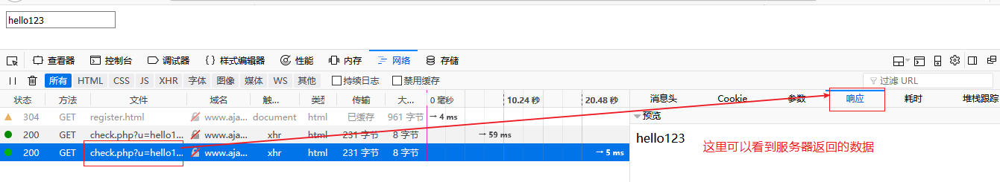 hello123
查看器 控制台 调试器 样式编辑器 性能 内存 网络 存储
所有 HTML CSS JS XHR 字体 图像 媒体 WS 其他 持续日志 禁用缓存 过滤 URL
状态 方法 文件 域名 触... 类型 传输 大... 0 毫秒 10.24 秒 20.48 秒 消息头 Cookie 参数 响应 耗时 堆栈跟踪
304 GET register.html www.aja... document html 已缓存 961 字节 → 4 ms 预览
200 GET check.php?u=hello1... www.aja... xhr html 231 字节 8 字节 → 59 ms hello123
200 GET check.php?u=hello1... www.aja... xhr html 231 字节 8 字节 → 5 ms 这里可以看到服务器返回的数据